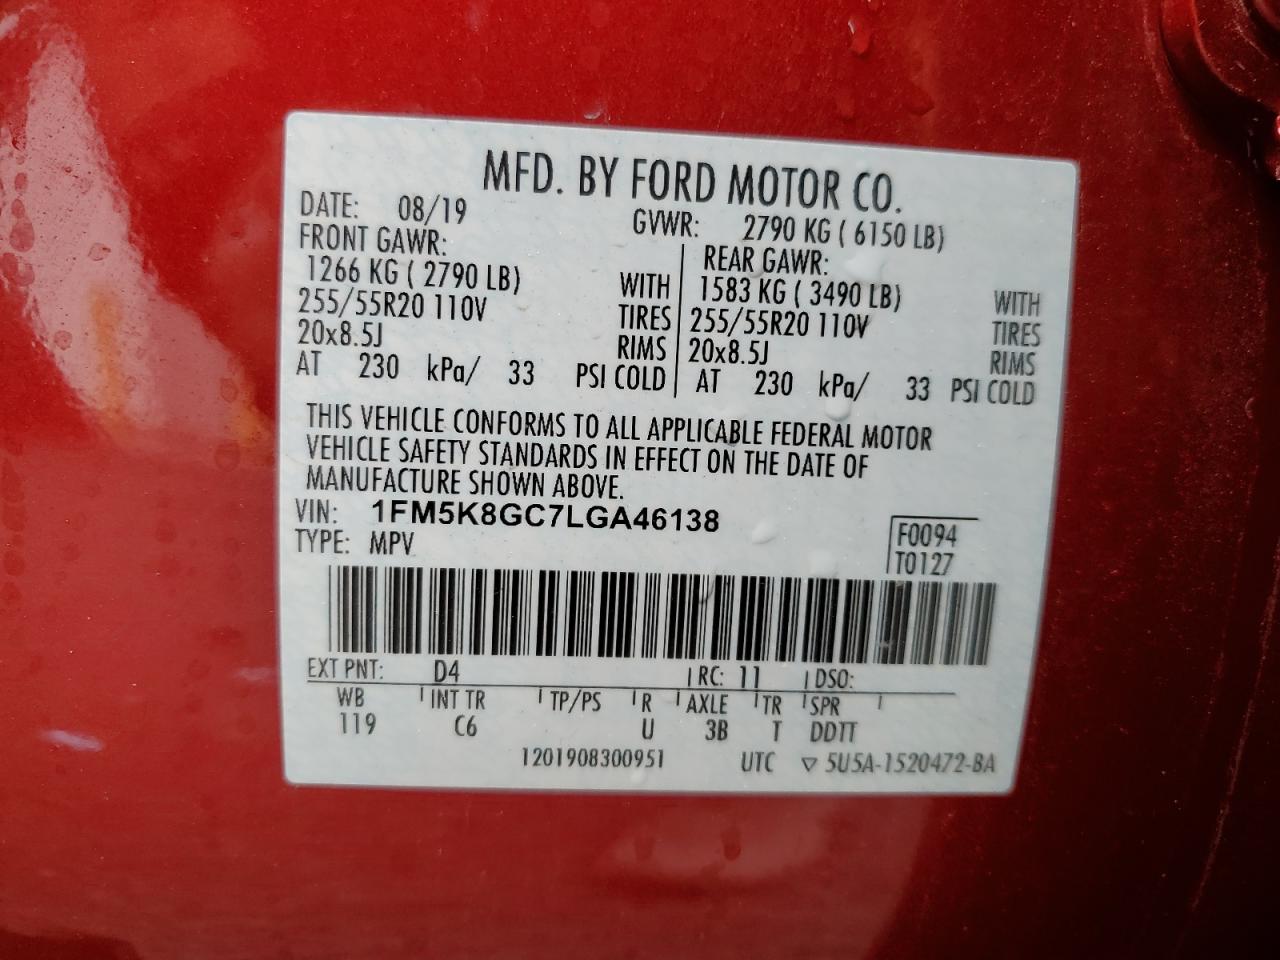 MFD. BY FORD MOTOR CO.
DATE: 08/19 GVWR: 2790 KG ( 6150 LB)
FRONT GAWR: REAR GAWR:
1266 KG ( 2790 LB) WITH 1583 KG ( 3490 LB) WITH
255/55R20 110V TIRES 255/55R20 110V TIRES
20x8.5J RIMS 20x8.5J RIMS
AT 230 kPa/ 33 PSI COLD AT 230 kPa/ 33 PSI COLD
THIS VEHICLE CONFORMS TO ALL APPLICABLE FEDERAL MOTOR
VEHICLE SAFETY STANDARDS IN EFFECT ON THE DATE OF
MANUFACTURE SHOWN ABOVE.
VIN: 1FM5K8GC7LGA46138
F0094
TYPE: MPV T0127
EXT PNT: D4 RC: 11 DSO:
WB INT TR TP/PS R AXLE TR SPR
119 C6 U 3B T DDTT
1201908300951 UTC ▽ 5U5A-1520472-BA